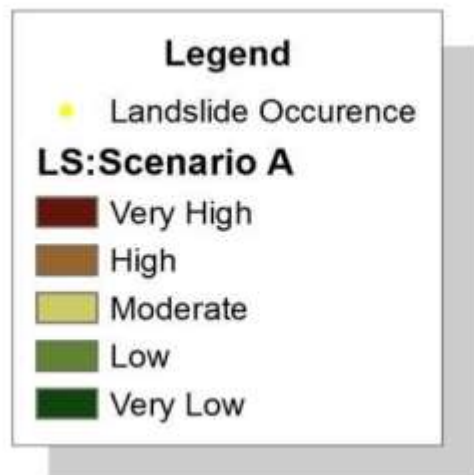 Legend
Landslide Occurence
LS:Scenario A
Very High
High
Moderate
Low
Very Low